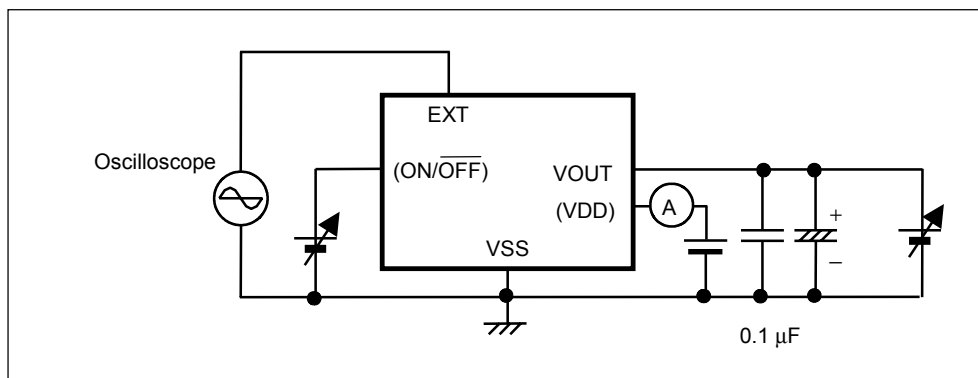 EXT
Oscilloscope
(ON/OFF)
VOUT
(VDD)
A
VSS
+
–
0.1 μF